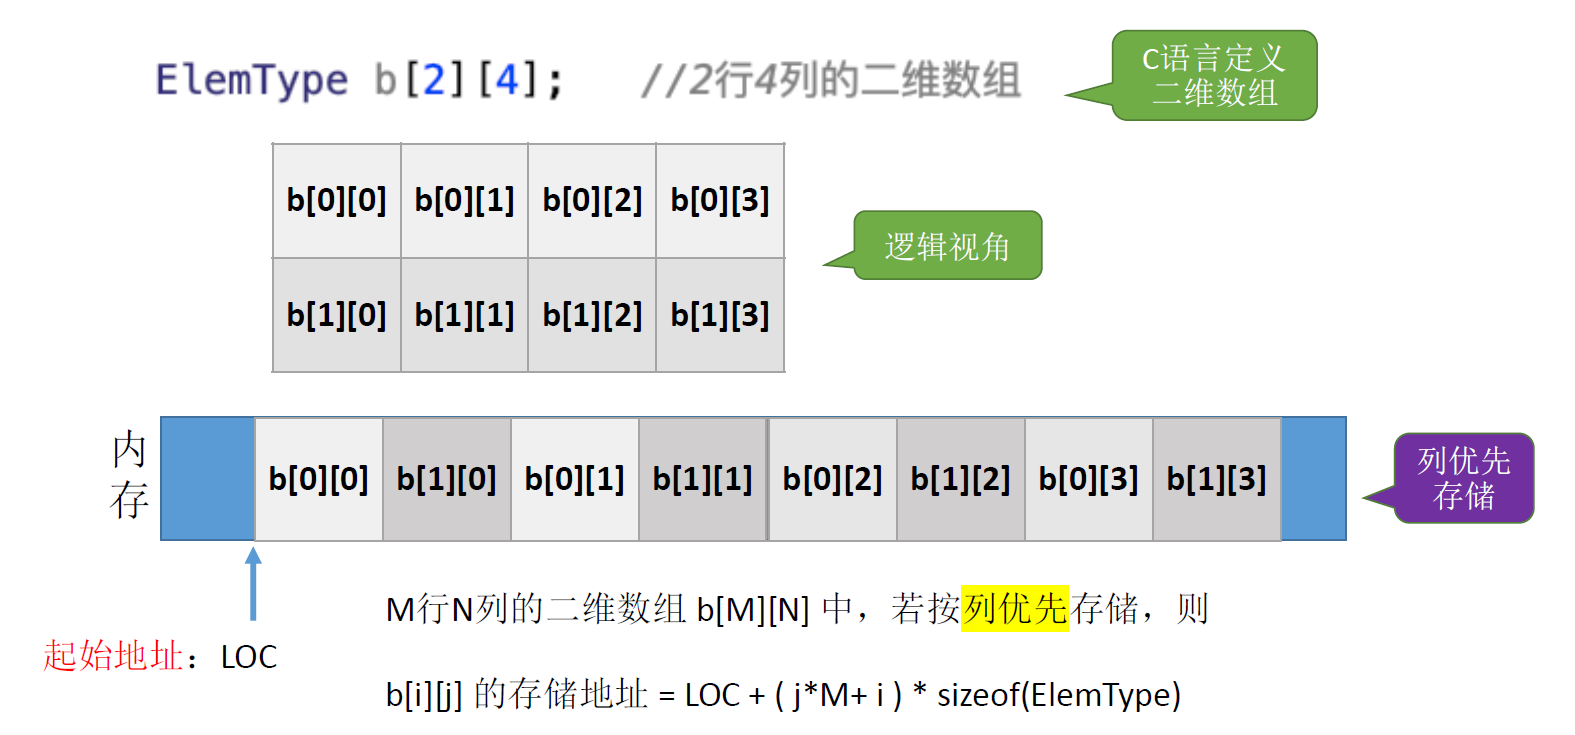 ElemType b[2][4]; //2行4列的二维数组
C语言定义
二维数组
b[0][0] b[0][1] b[0][2] b[0][3]
b[1][0] b[1][1] b[1][2] b[1][3]
逻辑视角
内
存
b[0][0] b[1][0] b[0][1] b[1][1] b[0][2] b[1][2] b[0][3] b[1][3]
列优先
存储
起始地址：LOC
M行N列的二维数组 b[M][N] 中，若按列优先存储，则
b[i][j] 的存储地址 = LOC + ( j*M+ i ) * sizeof(ElemType)